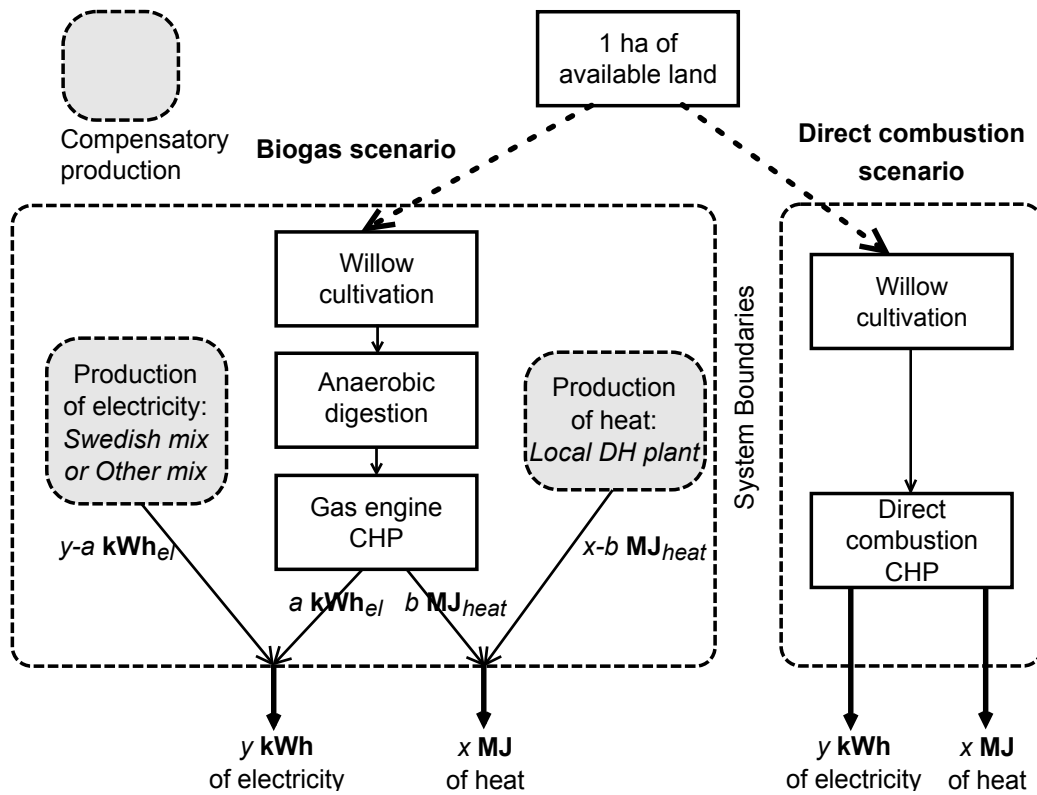 1 ha of
available land
Compensatory
production
Biogas scenario
Direct combustion
scenario
Willow
cultivation
Production
of electricity:
Swedish mix
or Other mix
Anaerobic
digestion
Production
of heat:
Local DH plant
Gas engine
CHP
y-a kWhel
a kWhel
b MJheat
x-b MJheat
y kWh
of electricity
x MJ
of heat
System Boundaries
Willow
cultivation
Direct
combustion
CHP
y kWh
of electricity
x MJ
of heat